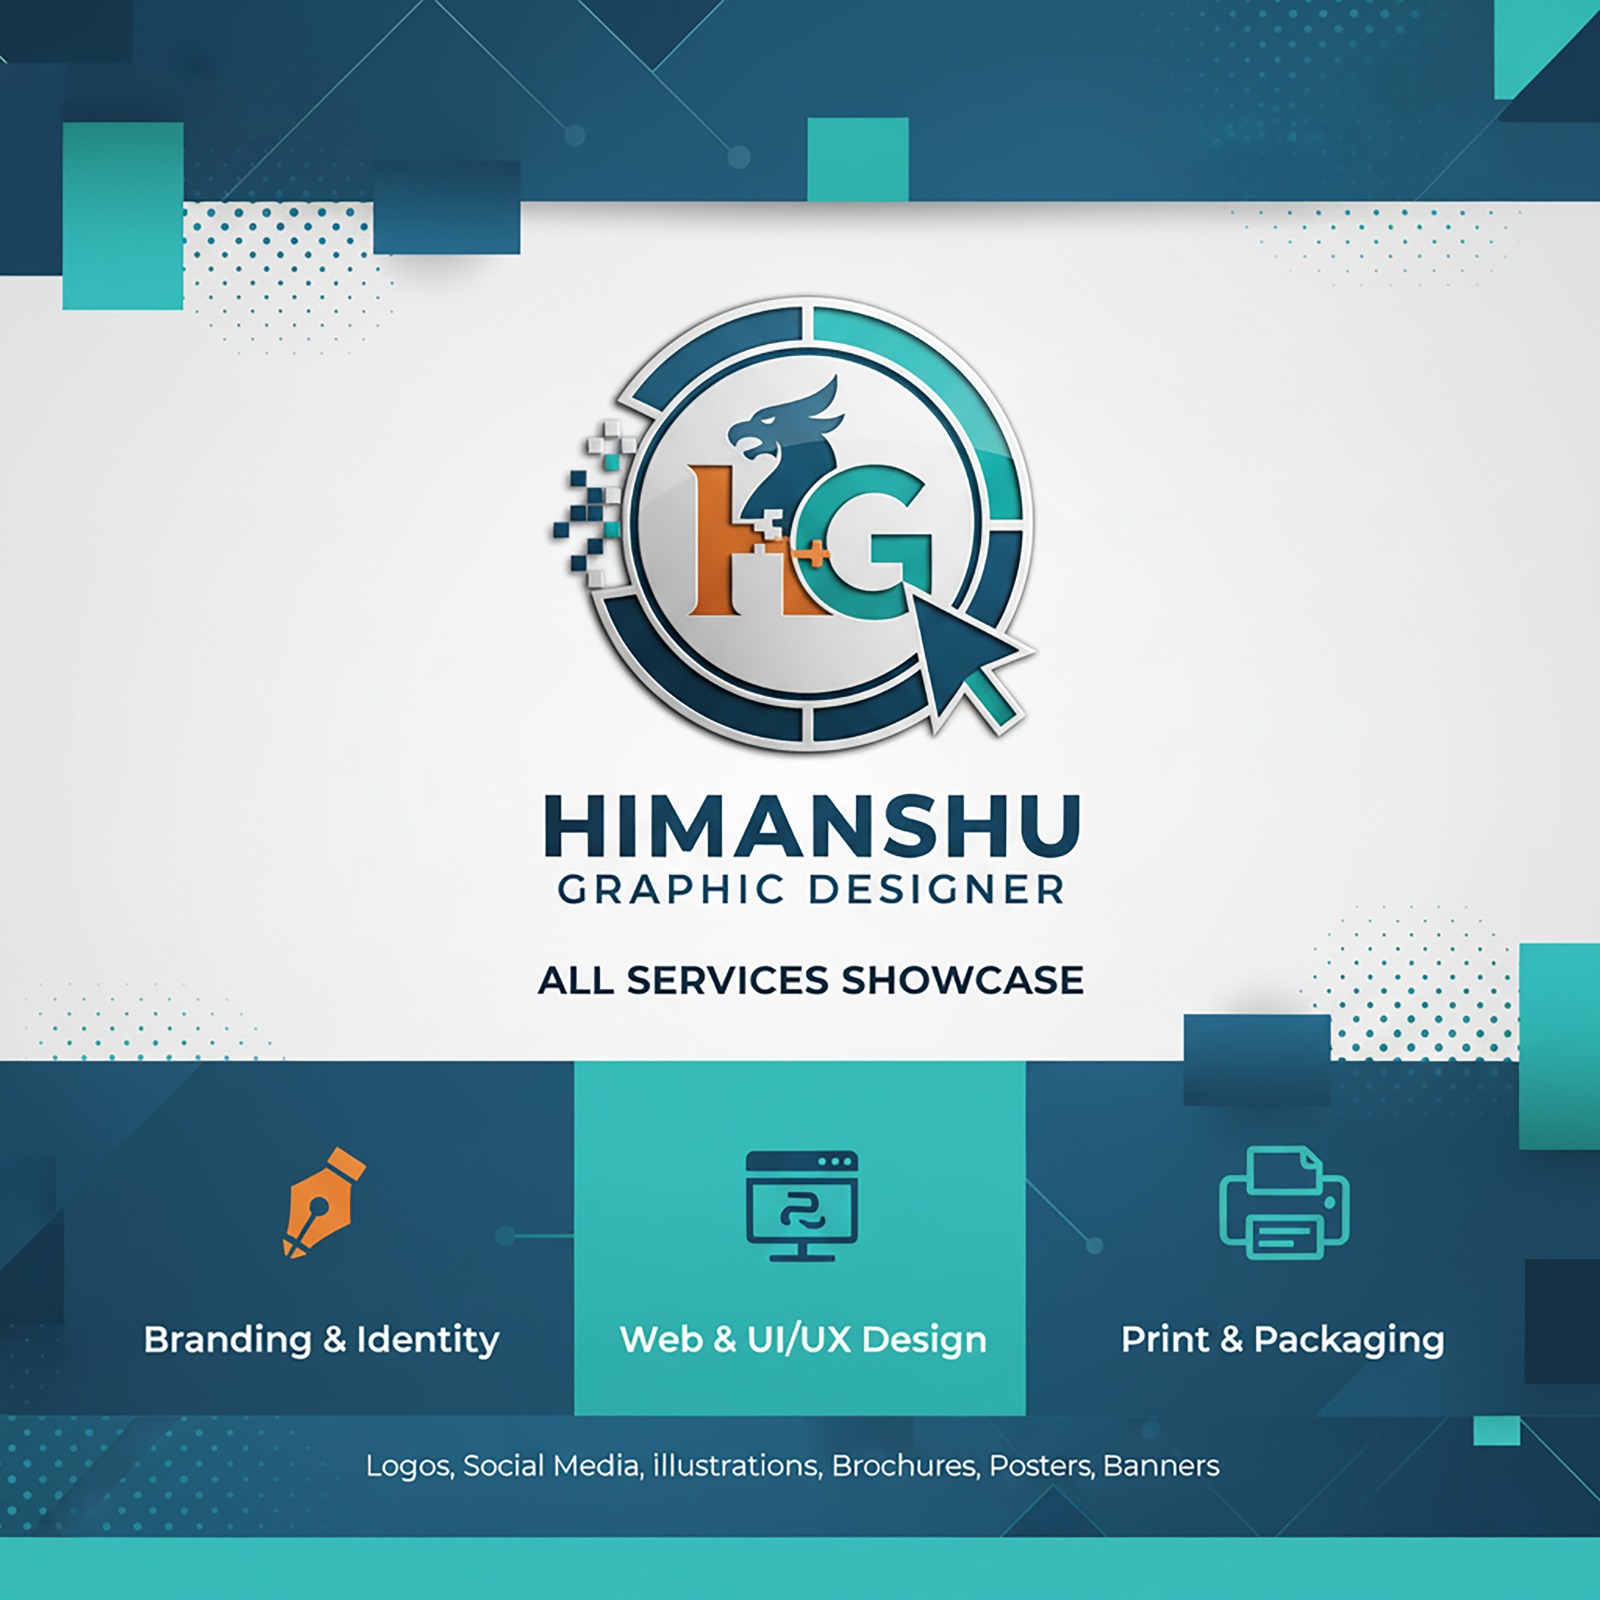 HG
HIMANSHU
GRAPHIC DESIGNER
ALL SERVICES SHOWCASE
Branding & Identity
Web & UI/UX Design
Print & Packaging
Logos, Social Media, illustrations, Brochures, Posters, Banners